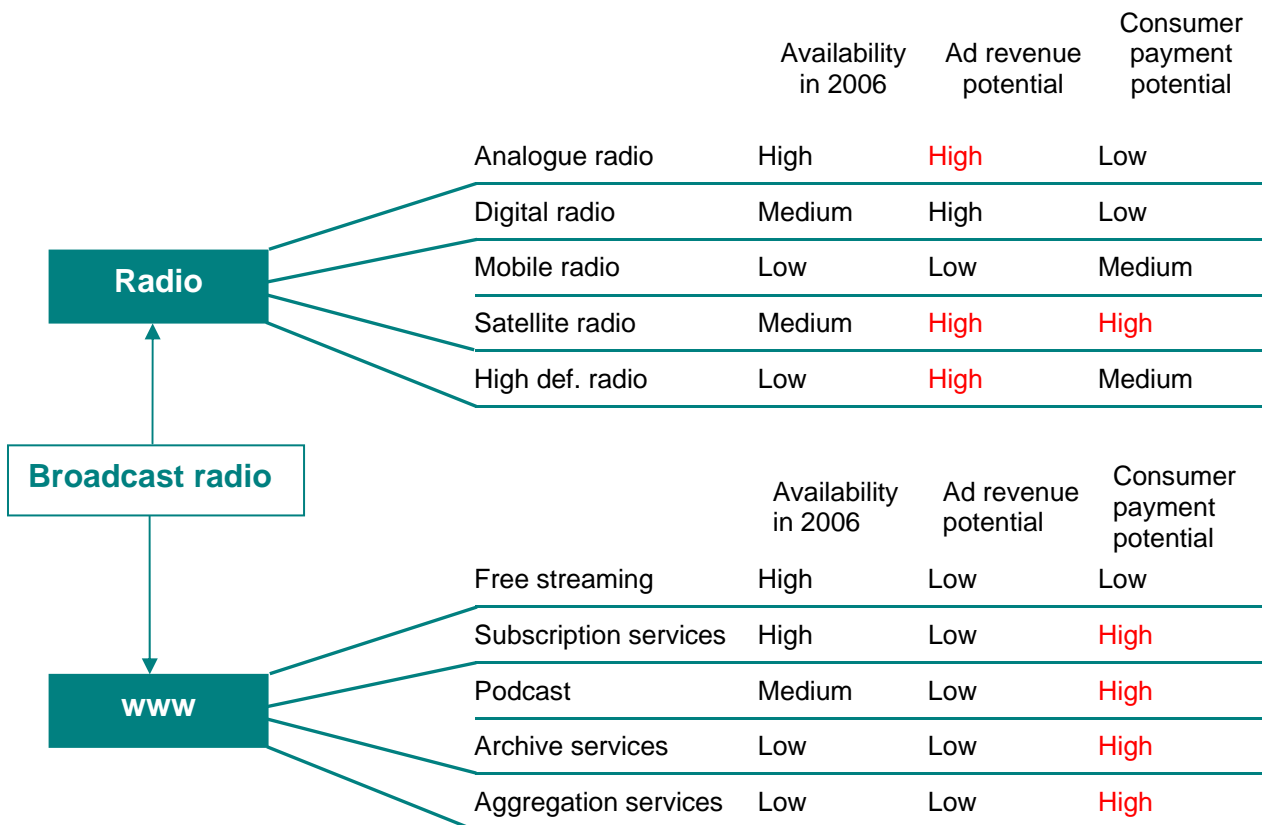 Availability in 2006 Ad revenue potential Consumer payment potential
Analogue radio High High Low
Digital radio Medium High Low
Radio
Mobile radio Low Low Medium
Satellite radio Medium High High
High def. radio Low High Medium
Broadcast radio
Availability in 2006 Ad revenue potential Consumer payment potential
Free streaming High Low Low
Subscription services High Low High
www
Podcast Medium Low High
Archive services Low Low High
Aggregation services Low Low High